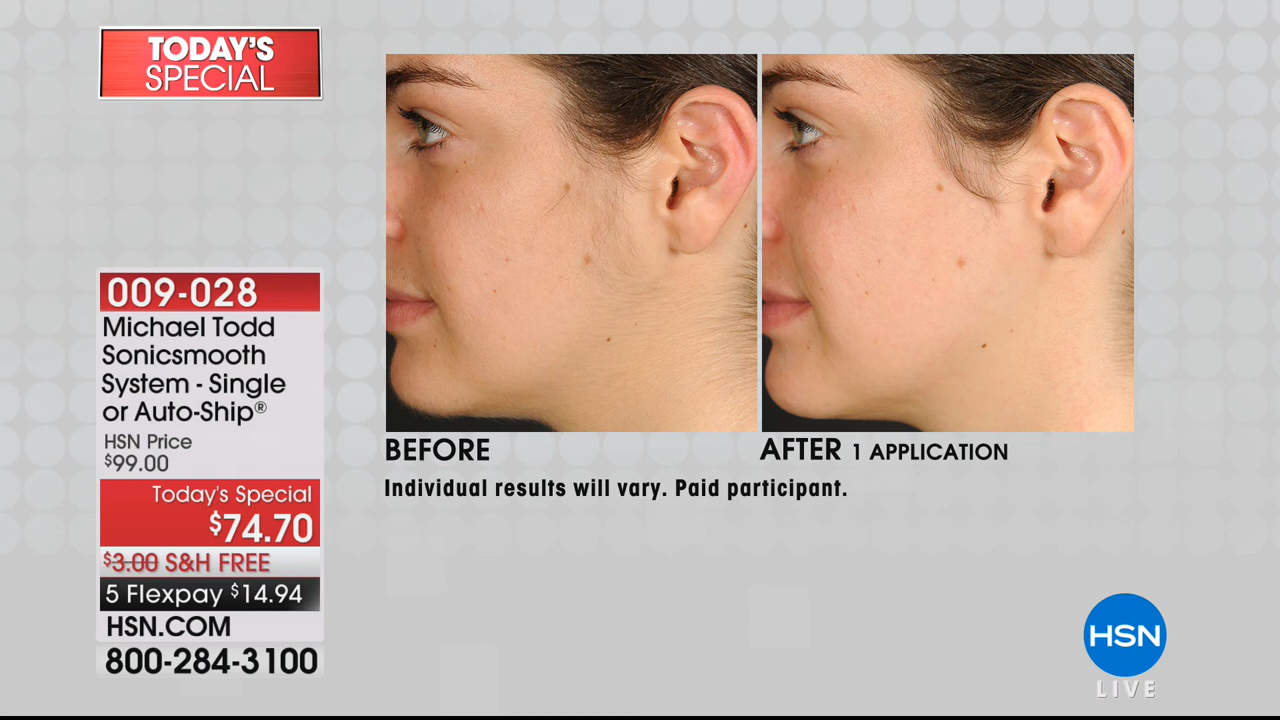 TODAY'S
SPECIAL
009-028
Michael Todd
Sonicsmooth
System - Single
or Auto-Ship®
HSN Price
$99.00
Today's Special
$74.70
$3.00 S&H FREE
5 Flexpay $14.94
HSN.COM
800-284-3100
BEFORE
AFTER 1 APPLICATION
Individual results will vary. Paid participant.
HSN
LIVE